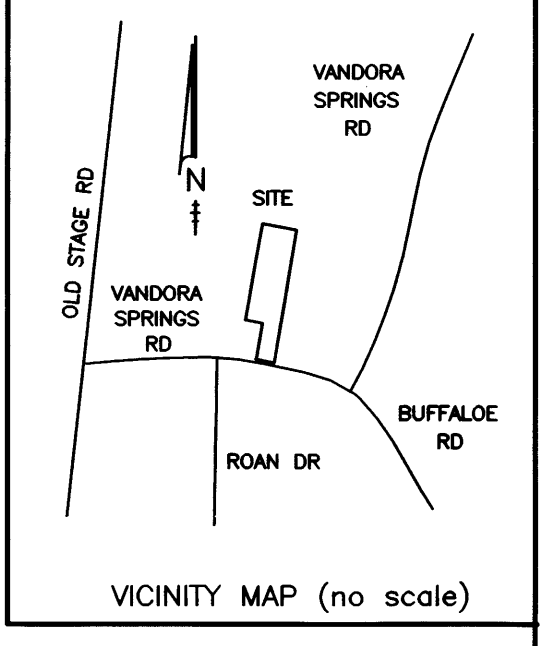 VANDORA
SPRINGS
RD
N
SITE
OLD STAGE RD
VANDORA
SPRINGS
RD
BUFFALOE
RD
ROAN DR
VICINITY MAP (no scale)